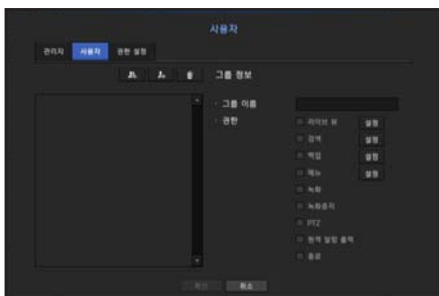 사용자
관리자 사용자 권한 설정
그룹 정보
그룹 이름
권한
라이브 뷰 설정
검색 설정
백업 설정
메뉴 설정
녹화
녹화중지
PTZ
원격 알람 출력
종료
확인 취소